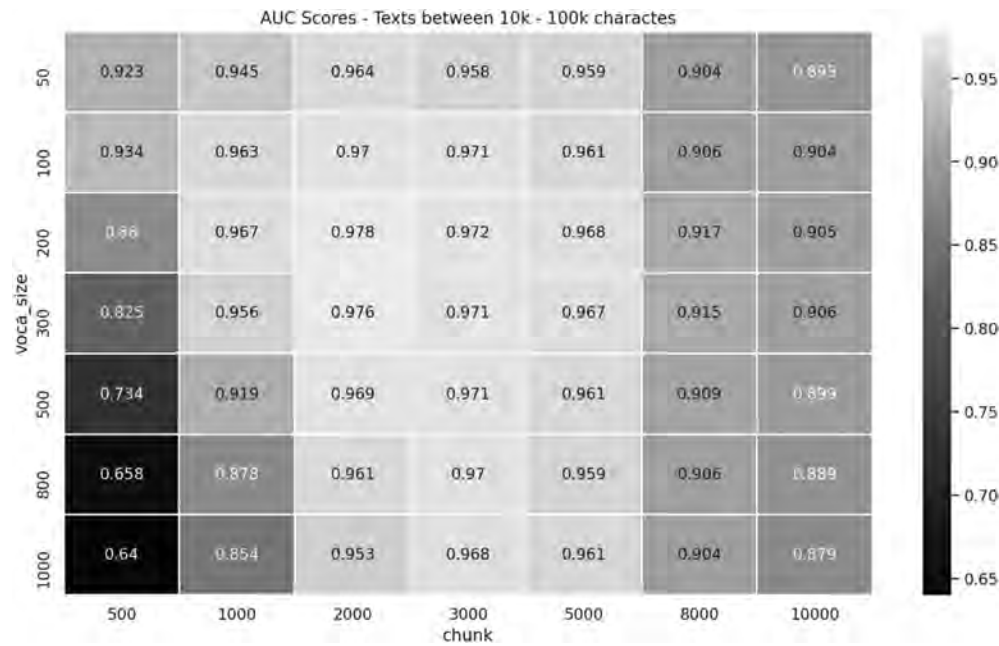 AUC Scores - Texts between 10k - 100k charactes
50 0.923 0.945 0.964 0.958 0.959 0.904 0.893
100 0.934 0.963 0.97 0.971 0.961 0.906 0.904
200 0.86 0.967 0.978 0.972 0.968 0.917 0.905
300 0.825 0.956 0.976 0.971 0.967 0.915 0.906
500 0.734 0.919 0.969 0.971 0.961 0.909 0.899
800 0.658 0.873 0.961 0.97 0.959 0.906 0.889
1000 0.64 0.854 0.953 0.968 0.961 0.904 0.879
voca_size
500 1000 2000 3000 5000 8000 10000
chunk
0.95
0.90
0.85
0.80
0.75
0.70
0.65